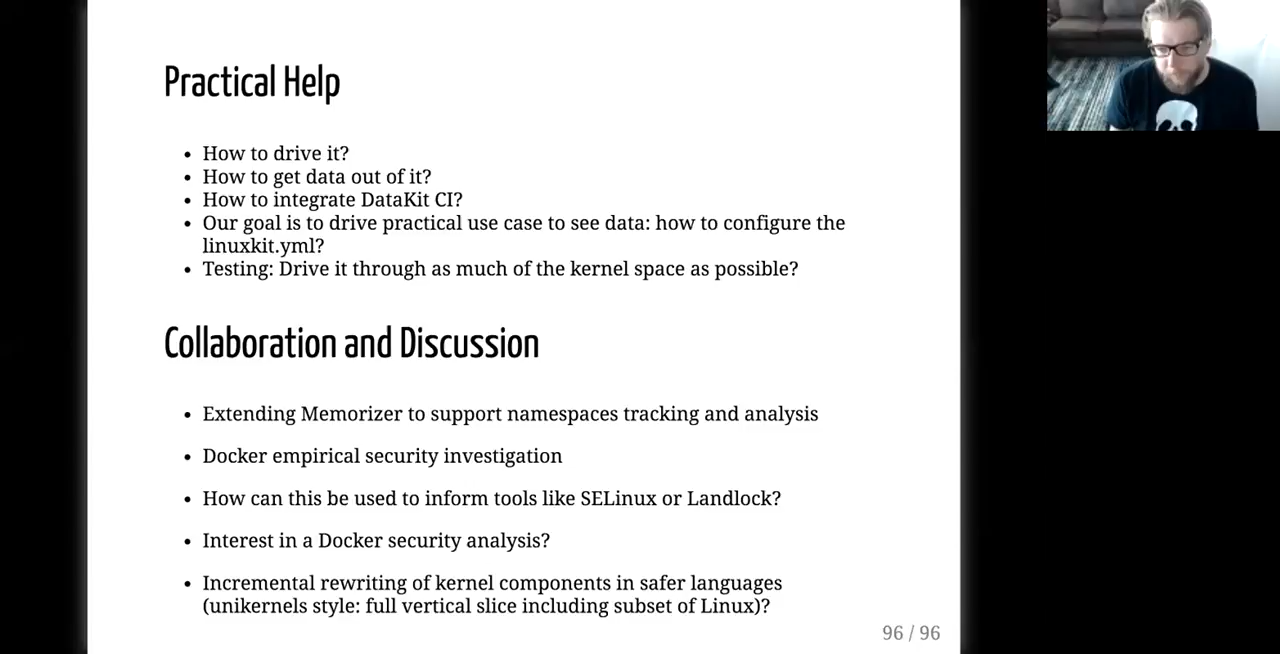 Practical Help
• How to drive it?
• How to get data out of it?
• How to integrate DataKit CI?
• Our goal is to drive practical use case to see data: how to configure the
linuxkit.yml?
• Testing: Drive it through as much of the kernel space as possible?
Collaboration and Discussion
• Extending Memorizer to support namespaces tracking and analysis
• Docker empirical security investigation
• How can this be used to inform tools like SELinux or Landlock?
• Interest in a Docker security analysis?
• Incremental rewriting of kernel components in safer languages
(unikernels style: full vertical slice including subset of Linux)?
96 / 96